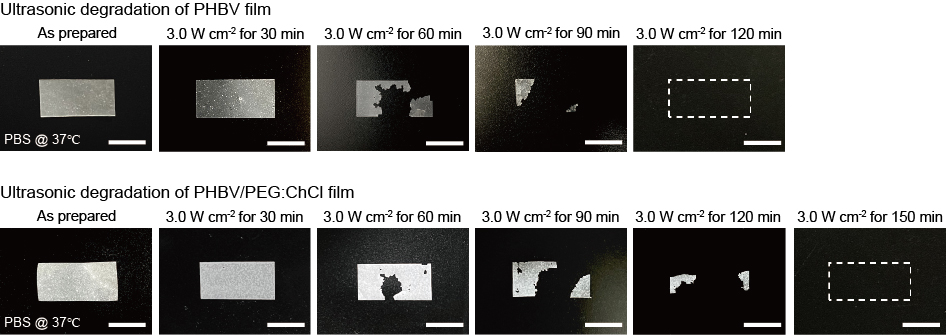 Ultrasonic degradation of PHBV film
As prepared
3.0 W cm-2 for 30 min
3.0 W cm-2 for 60 min
3.0 W cm-2 for 90 min
3.0 W cm-2 for 120 min
PBS @ 37℃
Ultrasonic degradation of PHBV/PEG:ChCl film
As prepared
3.0 W cm-2 for 30 min
3.0 W cm-2 for 60 min
3.0 W cm-2 for 90 min
3.0 W cm-2 for 120 min
3.0 W cm-2 for 150 min
PBS @ 37℃